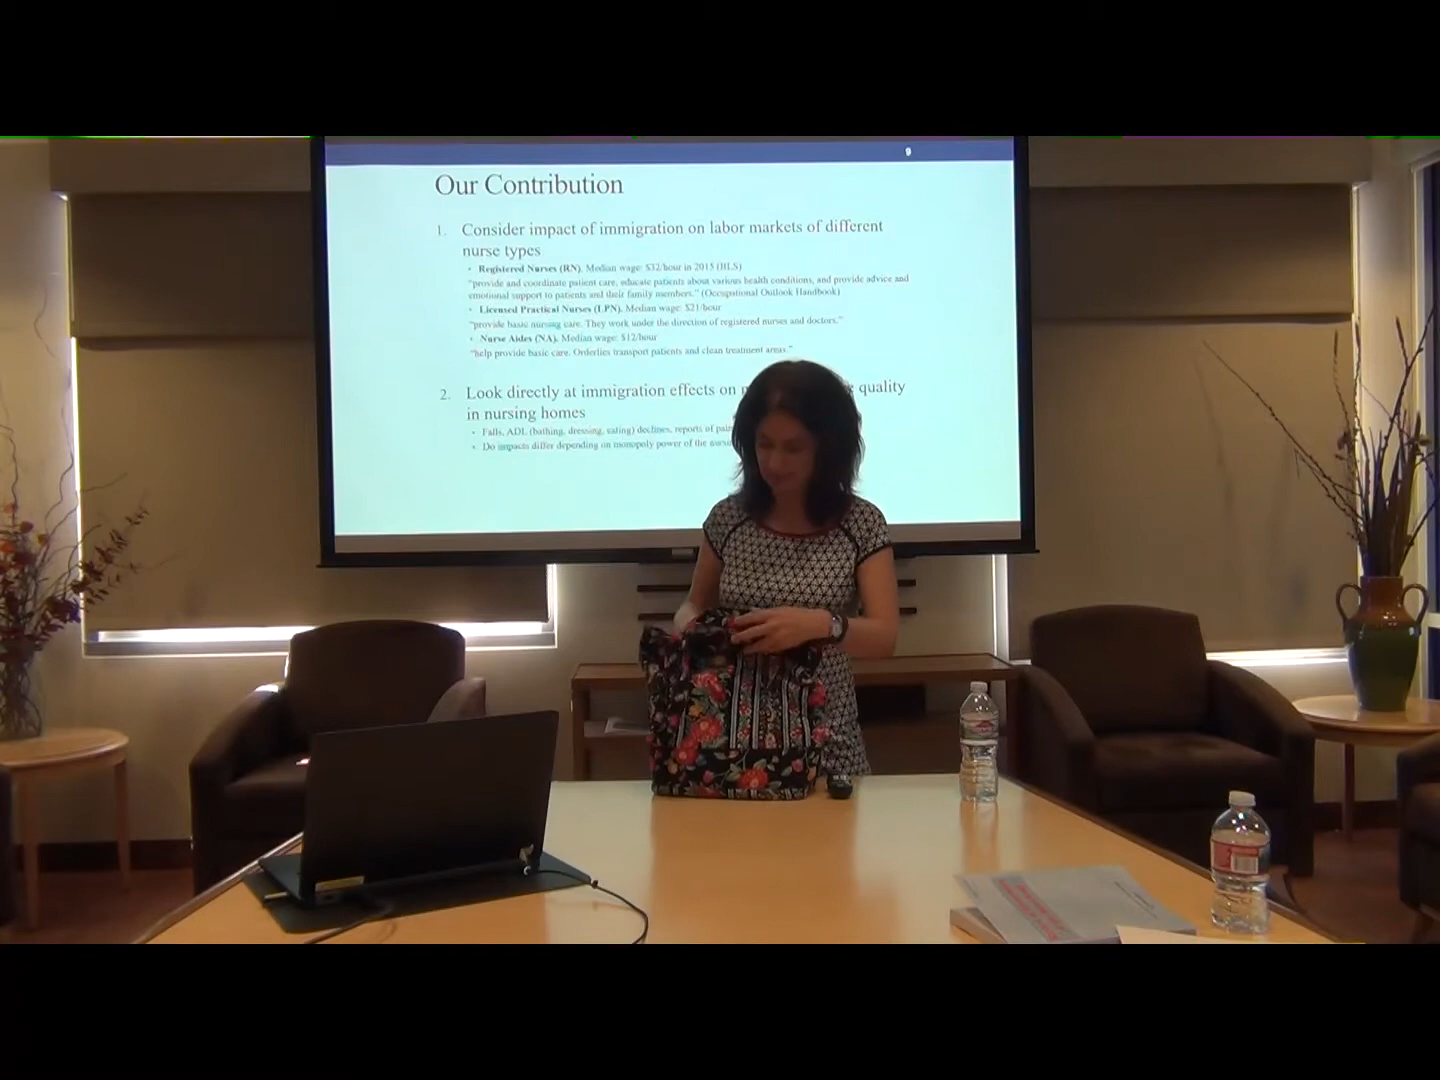 9
Our Contribution
1. Consider impact of immigration on labor markets of different
nurse types
• Registered Nurses (RN). Median wage: $32/hour in 2015 (BLS)
"provide and coordinate patient care, educate patients about various health conditions, and provide advice and
emotional support to patients and their family members." (Occupational Outlook Handbook)
• Licensed Practical Nurses (LPN). Median wage: $21/hour
"provide basic nursing care. They work under the direction of registered nurses and doctors."
• Nurse Aides (NA). Median wage: $12/hour
"help provide basic care. Orderlies transport patients and clean treatment areas."
2. Look directly at immigration effects on quality
in nursing homes
• Falls, ADL (bathing, dressing, eating) declines, reports of pain
• Do impacts differ depending on monopoly power of the